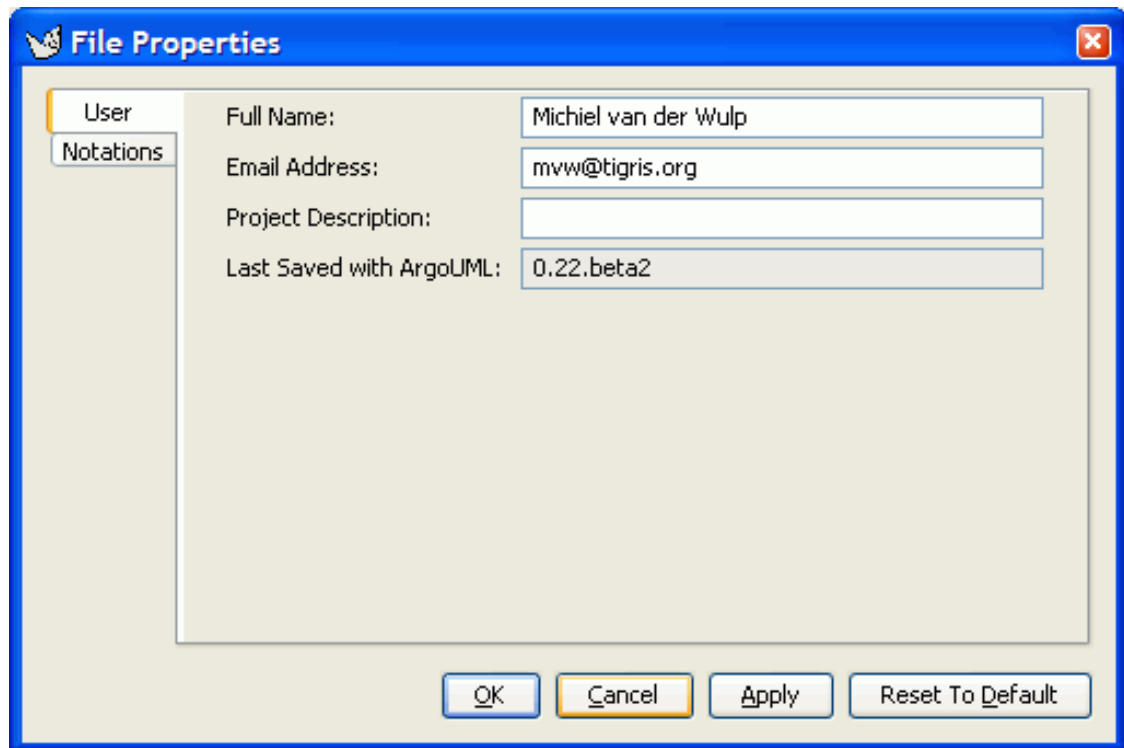 File Properties
User
Notations
Full Name: Michiel van der Wulp
Email Address: mvw@tigris.org
Project Description:
Last Saved with ArgoUML: 0.22.beta2
OK Cancel Apply Reset To Default